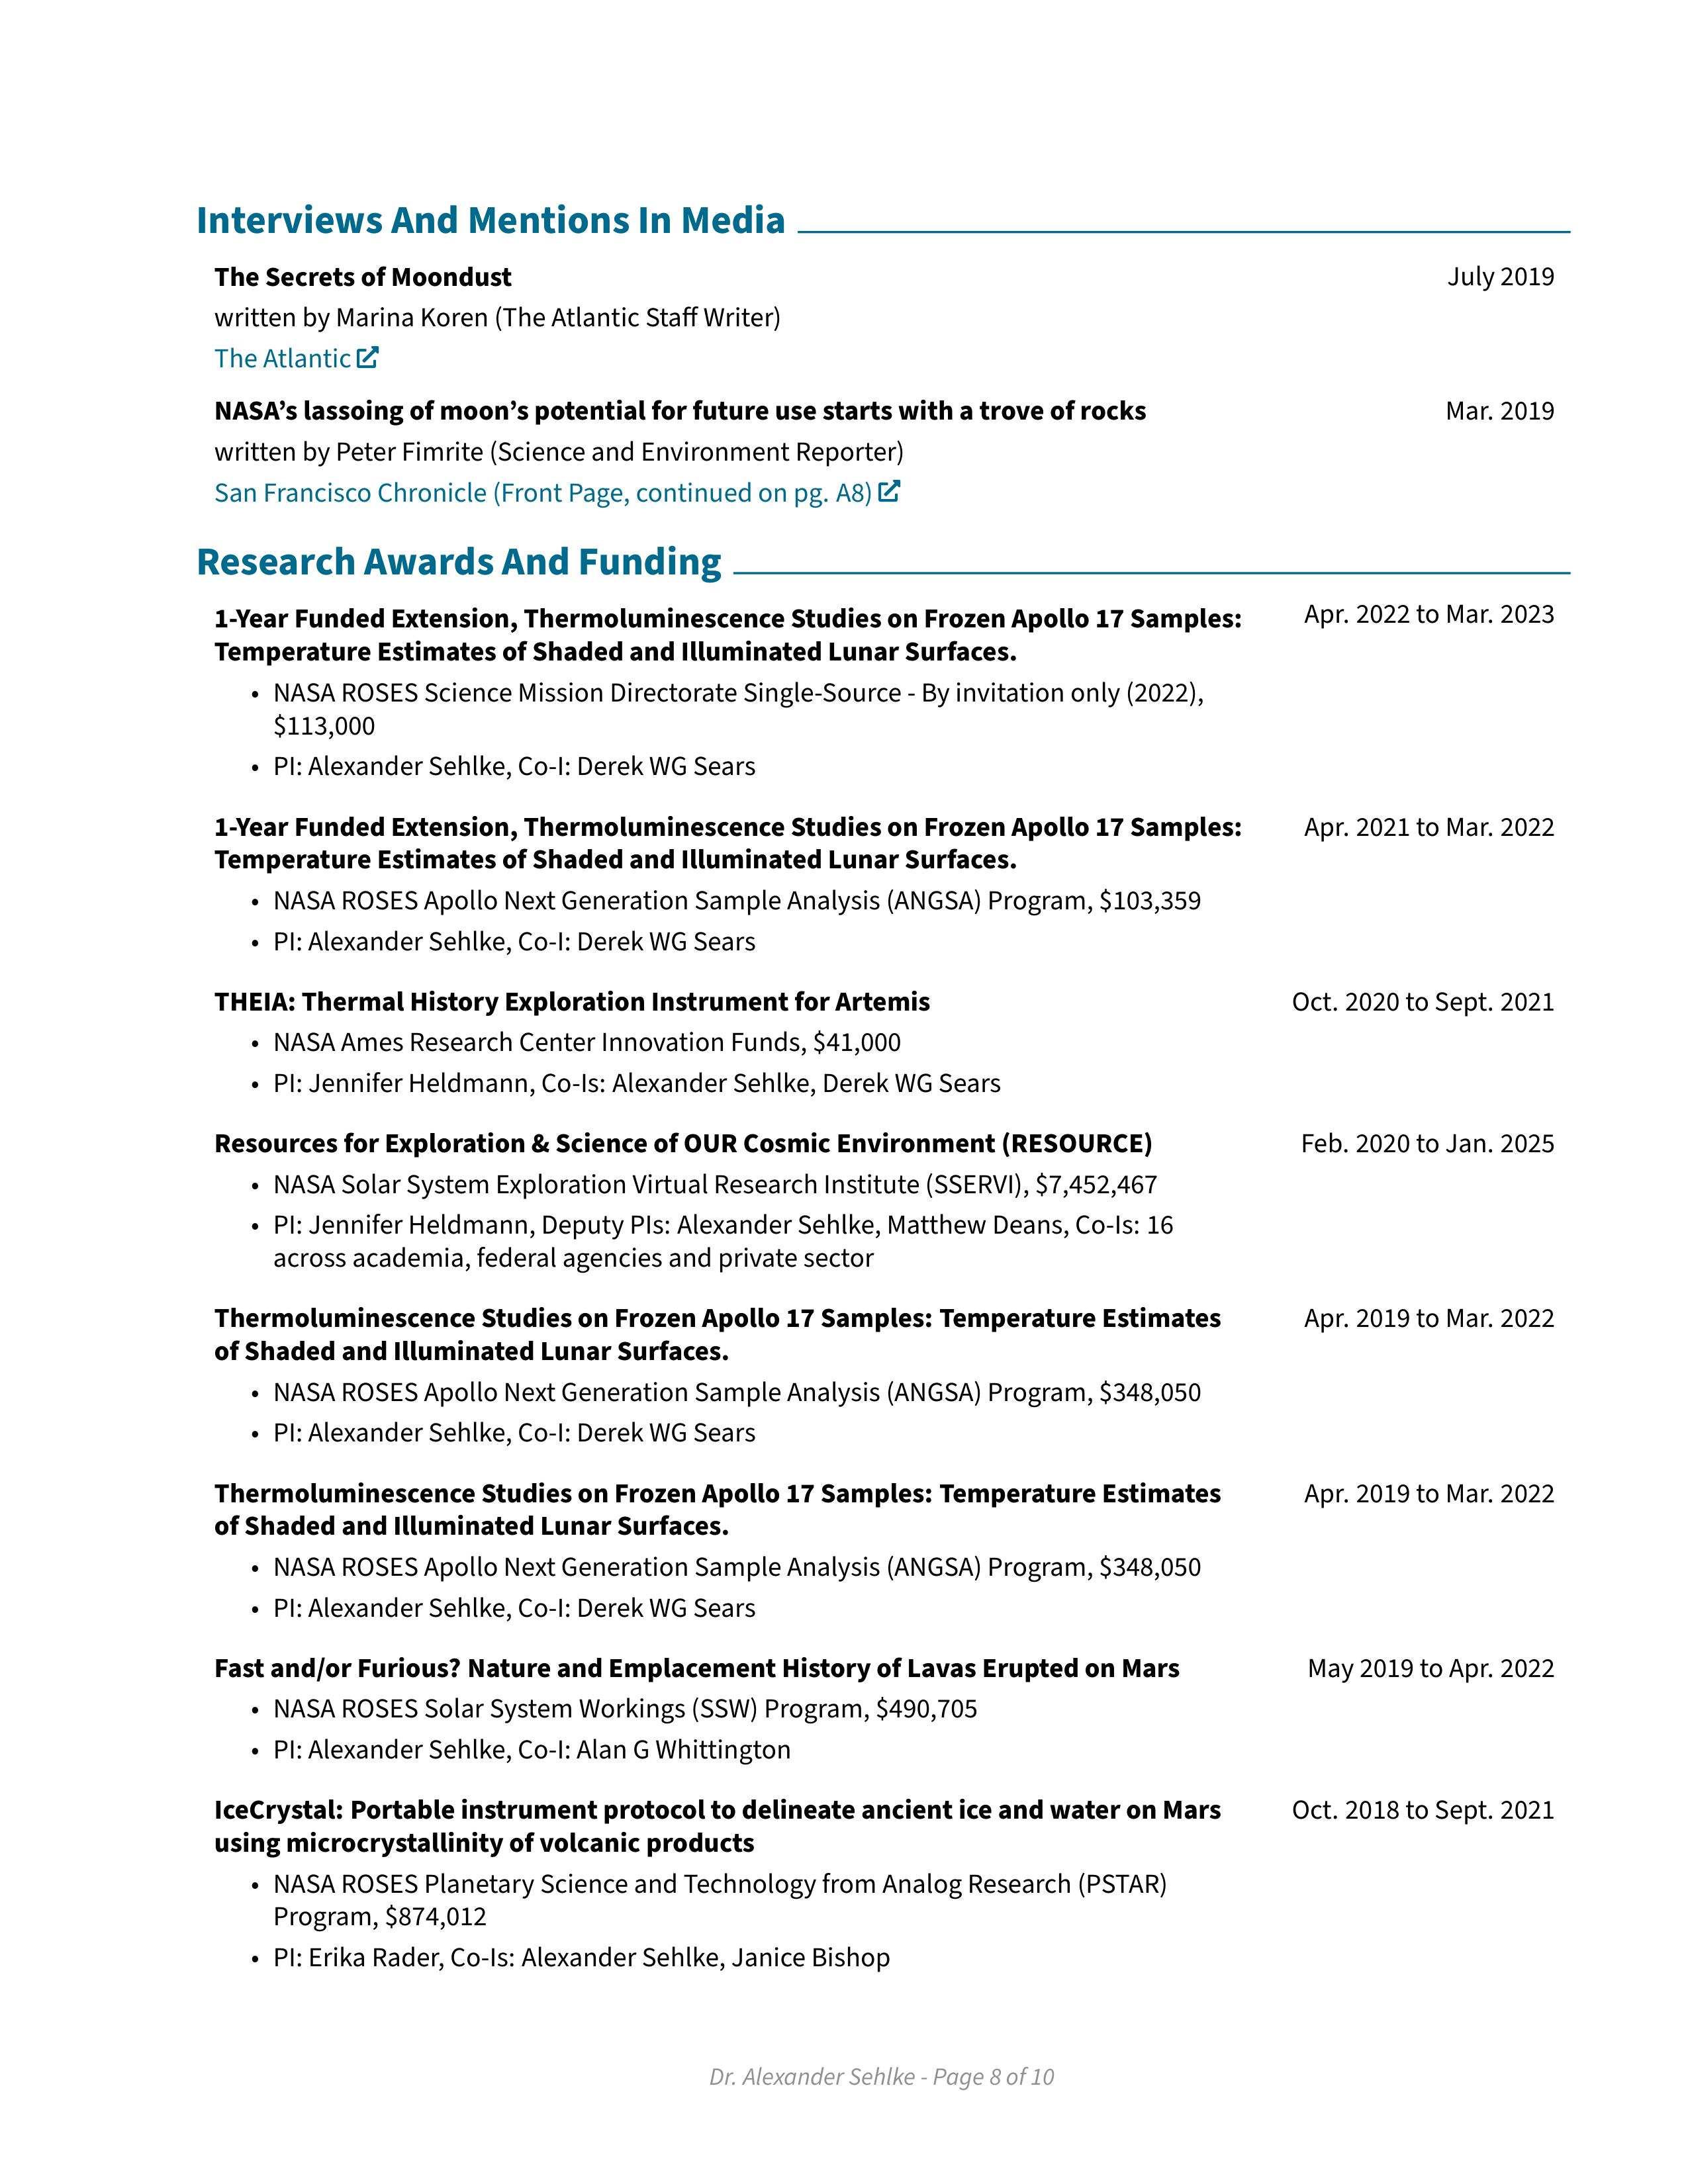 Interviews And Mentions In Media
The Secrets of Moondust July 2019
written by Marina Koren (The Atlantic Staff Writer)
The Atlantic
NASA’s lassoing of moon’s potential for future use starts with a trove of rocks Mar. 2019
written by Peter Fimrite (Science and Environment Reporter)
San Francisco Chronicle (Front Page, continued on pg. A8)
Research Awards And Funding
1-Year Funded Extension, Thermoluminescence Studies on Frozen Apollo 17 Samples: Apr. 2022 to Mar. 2023
Temperature Estimates of Shaded and Illuminated Lunar Surfaces.
• NASA ROSES Science Mission Directorate Single-Source - By invitation only (2022),
$113,000
• PI: Alexander Sehlke, Co-I: Derek WG Sears
1-Year Funded Extension, Thermoluminescence Studies on Frozen Apollo 17 Samples: Apr. 2021 to Mar. 2022
Temperature Estimates of Shaded and Illuminated Lunar Surfaces.
• NASA ROSES Apollo Next Generation Sample Analysis (ANGSA) Program, $103,359
• PI: Alexander Sehlke, Co-I: Derek WG Sears
THEIA: Thermal History Exploration Instrument for Artemis Oct. 2020 to Sept. 2021
• NASA Ames Research Center Innovation Funds, $41,000
• PI: Jennifer Heldmann, Co-Is: Alexander Sehlke, Derek WG Sears
Resources for Exploration & Science of OUR Cosmic Environment (RESOURCE) Feb. 2020 to Jan. 2025
• NASA Solar System Exploration Virtual Research Institute (SSERVI), $7,452,467
• PI: Jennifer Heldmann, Deputy PIs: Alexander Sehlke, Matthew Deans, Co-Is: 16
across academia, federal agencies and private sector
Thermoluminescence Studies on Frozen Apollo 17 Samples: Temperature Estimates Apr. 2019 to Mar. 2022
of Shaded and Illuminated Lunar Surfaces.
• NASA ROSES Apollo Next Generation Sample Analysis (ANGSA) Program, $348,050
• PI: Alexander Sehlke, Co-I: Derek WG Sears
Thermoluminescence Studies on Frozen Apollo 17 Samples: Temperature Estimates Apr. 2019 to Mar. 2022
of Shaded and Illuminated Lunar Surfaces.
• NASA ROSES Apollo Next Generation Sample Analysis (ANGSA) Program, $348,050
• PI: Alexander Sehlke, Co-I: Derek WG Sears
Fast and/or Furious? Nature and Emplacement History of Lavas Erupted on Mars May 2019 to Apr. 2022
• NASA ROSES Solar System Workings (SSW) Program, $490,705
• PI: Alexander Sehlke, Co-I: Alan G Whittington
IceCrystal: Portable instrument protocol to delineate ancient ice and water on Mars Oct. 2018 to Sept. 2021
using microcrystallinity of volcanic products
• NASA ROSES Planetary Science and Technology from Analog Research (PSTAR)
Program, $874,012
• PI: Erika Rader, Co-Is: Alexander Sehlke, Janice Bishop
Dr. Alexander Sehlke - Page 8 of 10